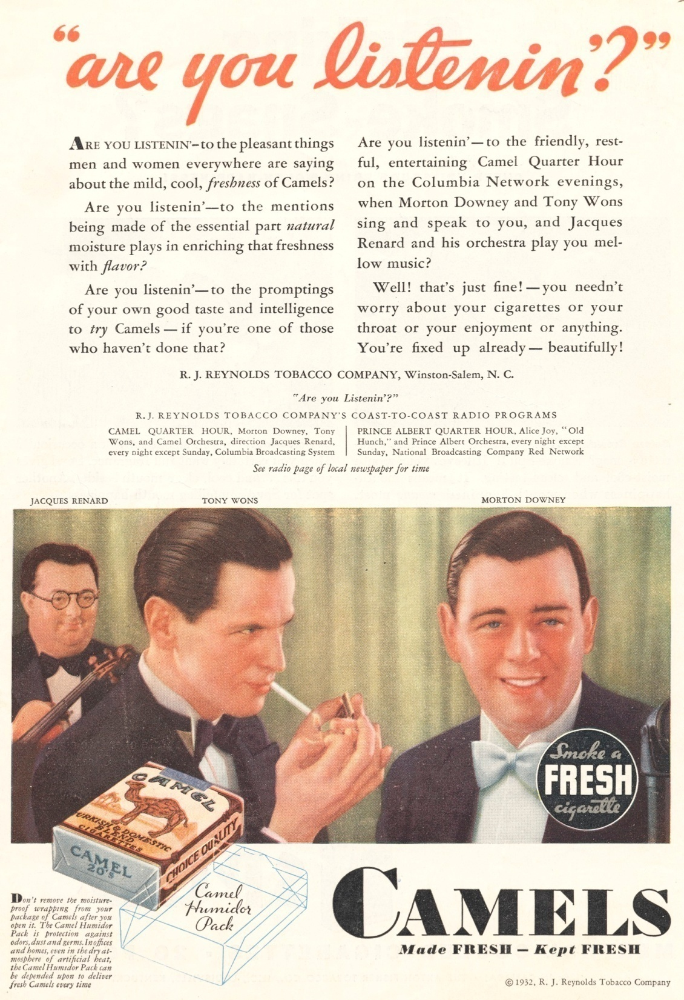 “are you listenin’?”
ARE YOU LISTENIN’—to the pleasant things
men and women everywhere are saying
about the mild, cool, freshness of Camels?
Are you listenin’—to the mentions
being made of the essential part natural
moisture plays in enriching that freshness
with flavor?
Are you listenin’—to the promptings
of your own good taste and intelligence
to try Camels — if you’re one of those
who haven’t done that?
Are you listenin’—to the friendly, rest-
ful, entertaining Camel Quarter Hour
on the Columbia Network evenings,
when Morton Downey and Tony Wons
sing and speak to you, and Jacques
Renard and his orchestra play you mel-
low music?
Well! that’s just fine!—you needn’t
worry about your cigarettes or your
throat or your enjoyment or anything.
You’re fixed up already— beautifully!
R. J. REYNOLDS TOBACCO COMPANY, Winston-Salem, N. C.
“Are you Listenin’?”
R. J. REYNOLDS TOBACCO COMPANY’S COAST-TO-COAST RADIO PROGRAMS
CAMEL QUARTER HOUR, Morton Downey, Tony
Wons, and Camel Orchestra, direction Jacques Renard,
every night except Sunday, Columbia Broadcasting System
PRINCE ALBERT QUARTER HOUR, Alice Joy, “Old
Hunch,” and Prince Albert Orchestra, every night except
Sunday, National Broadcasting Company Red Network
See radio page of local newspaper for time
JACQUES RENARD
TONY WONS
MORTON DOWNEY
Smoke a
FRESH
cigarette
CAMEL
TURKISH & DOMESTIC
BLEND
CIGARETTES
CHOICE QUALITY
CAMEL
20’s
Camel
Humidor
Pack
Don’t remove the moisture-
proof wrapping from your
package of Camels after you
open it. The Camel Humidor
Pack is protection against
odors, dust and germs. In offices
and homes, even in the dry at-
mosphere of artificial heat,
the Camel Humidor Pack can
be depended upon to deliver
fresh Camels every time
CAMELS
Made FRESH — Kept FRESH
© 1932, R. J. Reynolds Tobacco Company